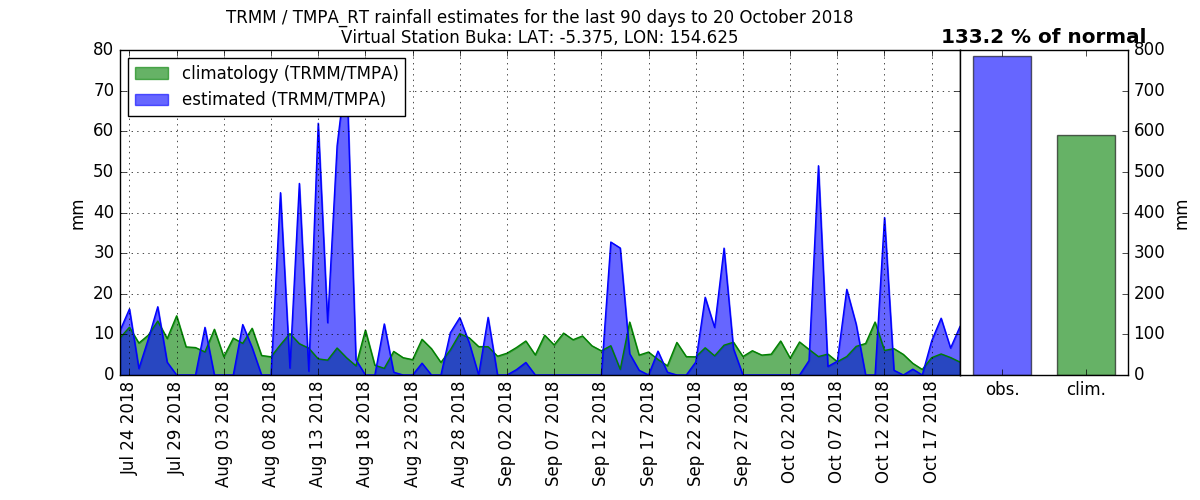 TRMM / TMPA_RT rainfall estimates for the last 90 days to 20 October 2018
Virtual Station Buka: LAT: -5.375, LON: 154.625
133.2 % of normal
climatology (TRMM/TMPA)
estimated (TRMM/TMPA)
mm
80
70
60
50
40
30
20
10
0
Jul 24 2018
Jul 29 2018
Aug 03 2018
Aug 08 2018
Aug 13 2018
Aug 18 2018
Aug 23 2018
Aug 28 2018
Sep 02 2018
Sep 07 2018
Sep 12 2018
Sep 17 2018
Sep 22 2018
Sep 27 2018
Oct 02 2018
Oct 07 2018
Oct 12 2018
Oct 17 2018
obs.
clim.
800
700
600
500
400
300
200
100
0
mm